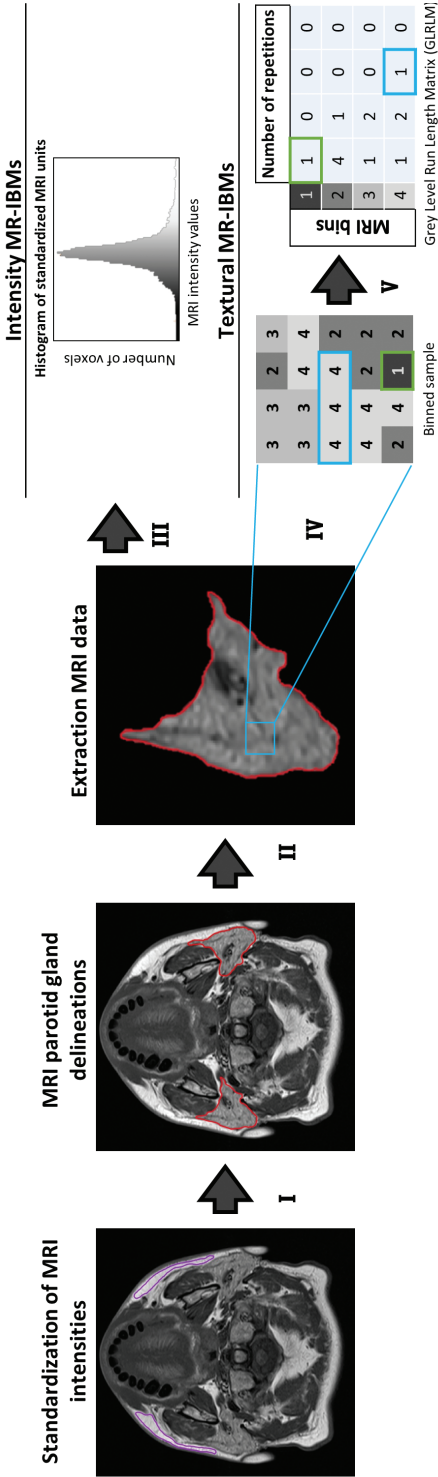 Standardization of MRI
intensities
I
MRI parotid gland
delineations
II
Extraction MRI data
III
IV
Intensity MR-IBMs
Histogram of standardized MRI units
Number of voxels
MRI intensity values
Textural MR-IBMs
3 3 2 3
3 3 4 4
4 4 4 2
4 4 2 2
2 4 1 2
Binned sample
V
Number of repetitions
MRI bins
1 1 0 0 0
2 4 1 0 0
3 1 2 0 0
4 1 2 1 0
Grey Level Run Length Matrix (GLRLM)